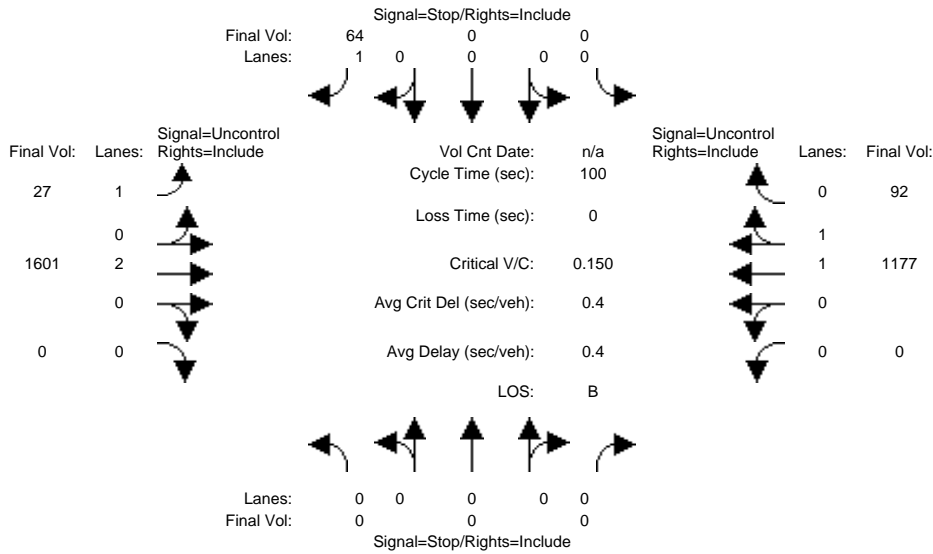 Signal=Stop/Rights=Include
Final Vol: 64 0 0
Lanes: 1 0 0 0 0
Signal=Uncontrol
Final Vol: Lanes: Rights=Include
Vol Cnt Date: n/a
Signal=Uncontrol
Rights=Include Lanes: Final Vol:
Cycle Time (sec): 100
27 1
0 92
Loss Time (sec): 0
0
1
1601 2
Critical V/C: 0.150
1 1177
0
Avg Crit Del (sec/veh): 0.4
0
0 0
Avg Delay (sec/veh): 0.4
0 0
LOS: B
Lanes: 0 0 0 0 0
Final Vol: 0 0 0
Signal=Stop/Rights=Include